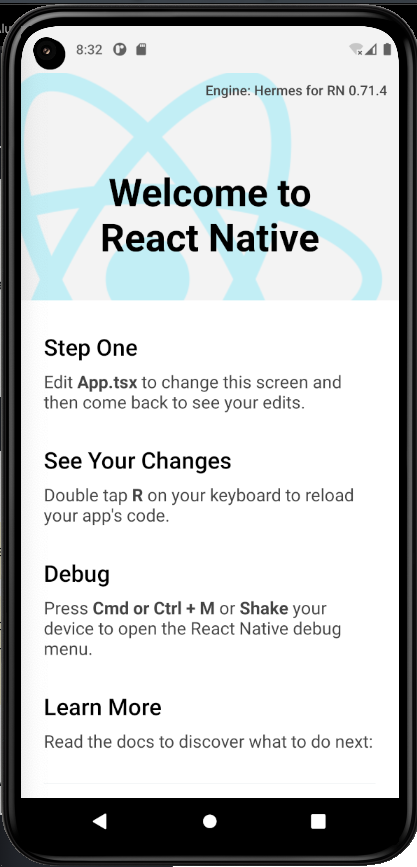 8:32
Engine: Hermes for RN 0.71.4
Welcome to
React Native
Step One
Edit App.tsx to change this screen and
then come back to see your edits.
See Your Changes
Double tap R on your keyboard to reload
your app's code.
Debug
Press Cmd or Ctrl + M or Shake your
device to open the React Native debug
menu.
Learn More
Read the docs to discover what to do next: